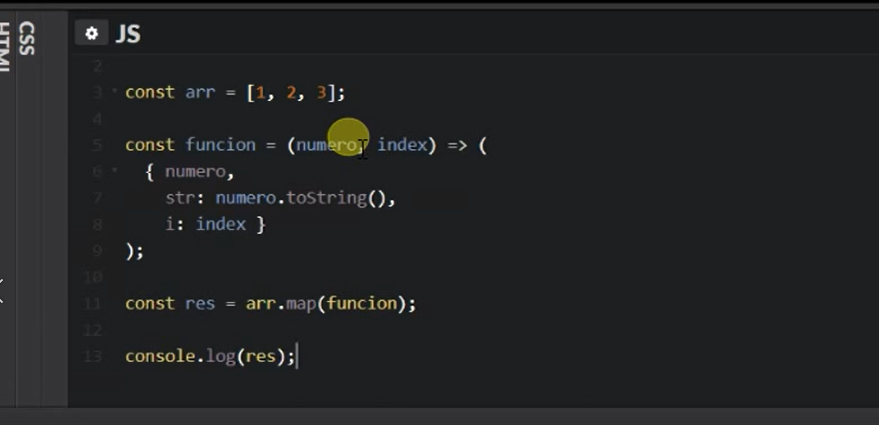 HTML
CSS
JS
2
3 const arr = [1, 2, 3];
4
5 const funcion = (numero, index) => (
6 { numero,
7 str: numero.toString(),
8 i: index }
9 );
10
11 const res = arr.map(funcion);
12
13 console.log(res);